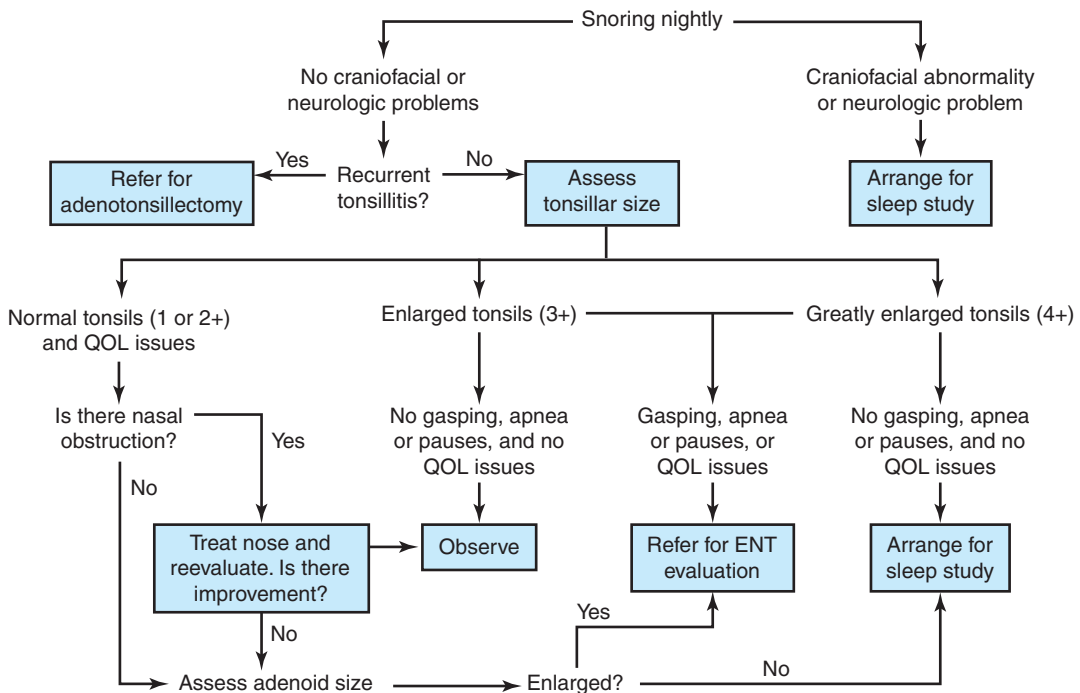 Snoring nightly
No craniofacial or
neurologic problems
Craniofacial abnormality
or neurologic problem
Yes
No
Refer for
adenotonsillectomy
Recurrent
tonsillitis?
Assess
tonsillar size
Arrange for
sleep study
Normal tonsils (1 or 2+)
and QOL issues
Enlarged tonsils (3+)
Greatly enlarged tonsils (4+)
Is there nasal
obstruction?
Yes
No
No gasping, apnea
or pauses, and no
QOL issues
Gasping, apnea
or pauses, or
QOL issues
No gasping, apnea
or pauses, and no
QOL issues
Treat nose and
reevaluate. Is there
improvement?
Observe
Refer for ENT
evaluation
Arrange for
sleep study
No
Yes
No
Assess adenoid size
Enlarged?